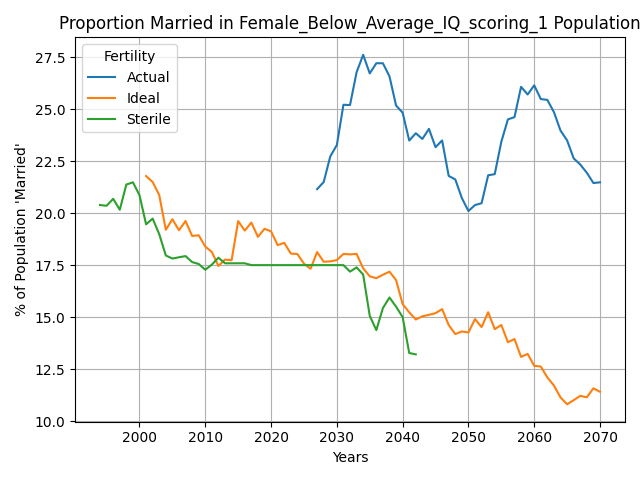 Proportion Married in Female_Below_Average_IQ_scoring_1 Population
Fertility
Actual
Ideal
Sterile
% of Population 'Married'
27.5
25.0
22.5
20.0
17.5
15.0
12.5
10.0
2000 2010 2020 2030 2040 2050 2060 2070
Years